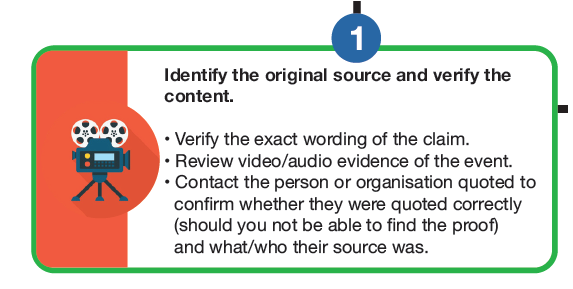 1
Identify the original source and verify the
content.
• Verify the exact wording of the claim.
• Review video/audio evidence of the event.
• Contact the person or organisation quoted to
confirm whether they were quoted correctly
(should you not be able to find the proof)
and what/who their source was.